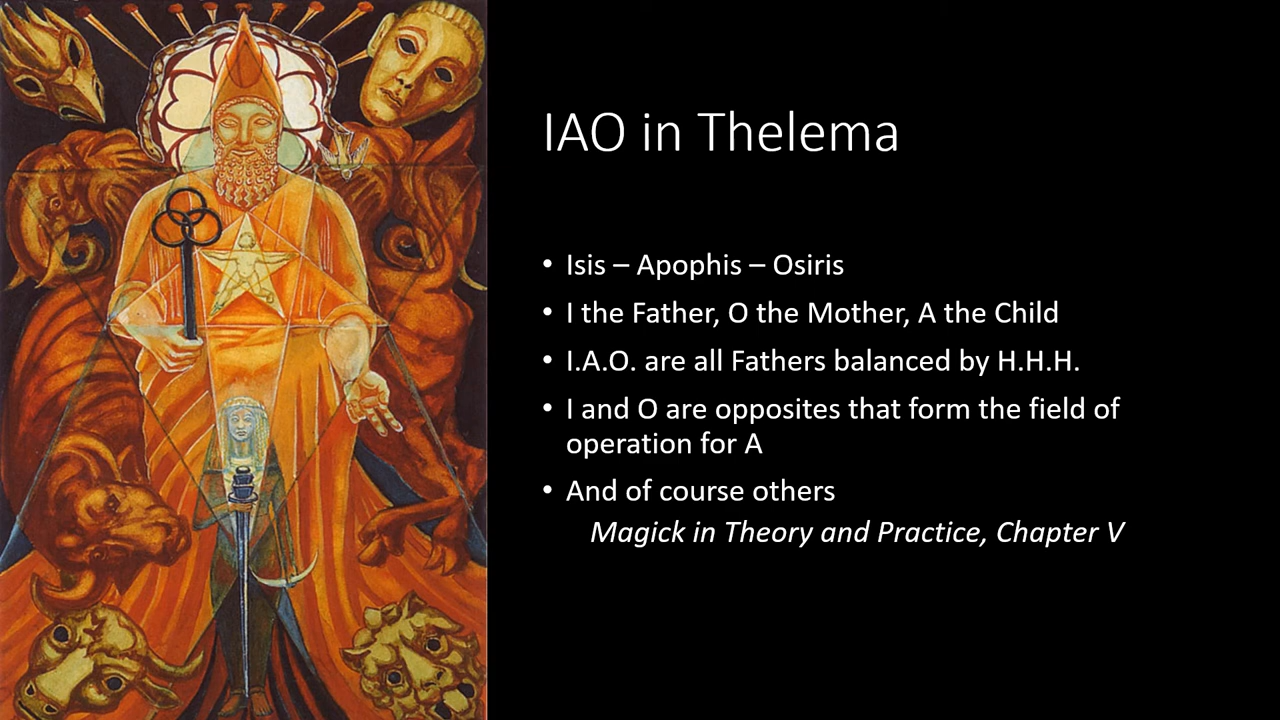 IAO in Thelema
• Isis – Apophis – Osiris
• I the Father, O the Mother, A the Child
• I.A.O. are all Fathers balanced by H.H.H.
• I and O are opposites that form the field of
operation for A
• And of course others
Magick in Theory and Practice, Chapter V